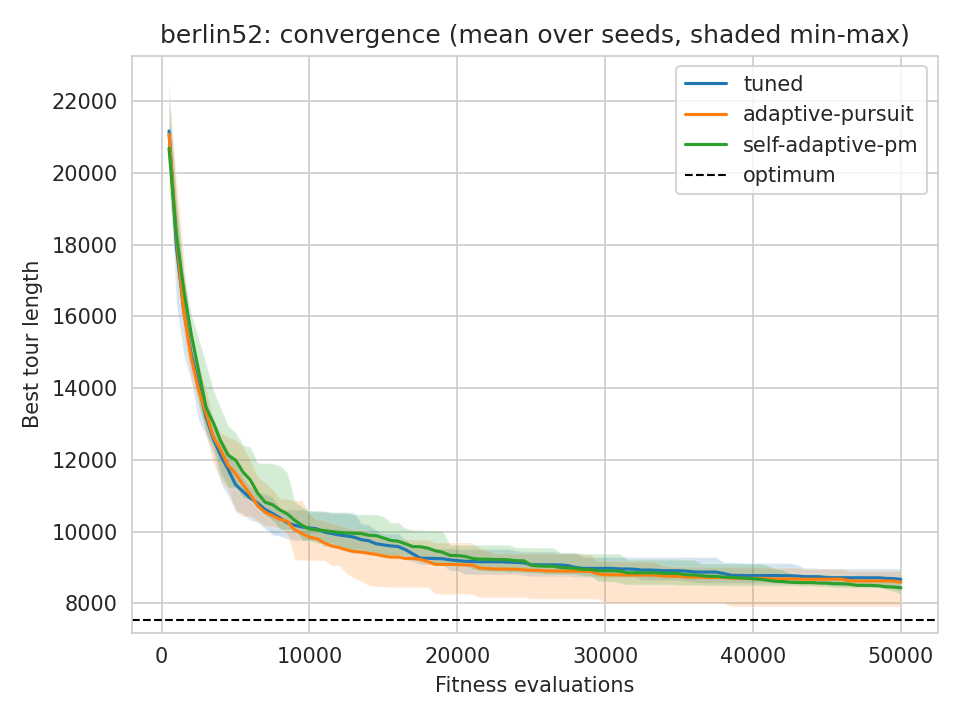 berlin52: convergence (mean over seeds, shaded min-max)
tuned
adaptive-pursuit
self-adaptive-pm
optimum
Best tour length
22000
20000
18000
16000
14000
12000
10000
8000
0
10000
20000
30000
40000
50000
Fitness evaluations